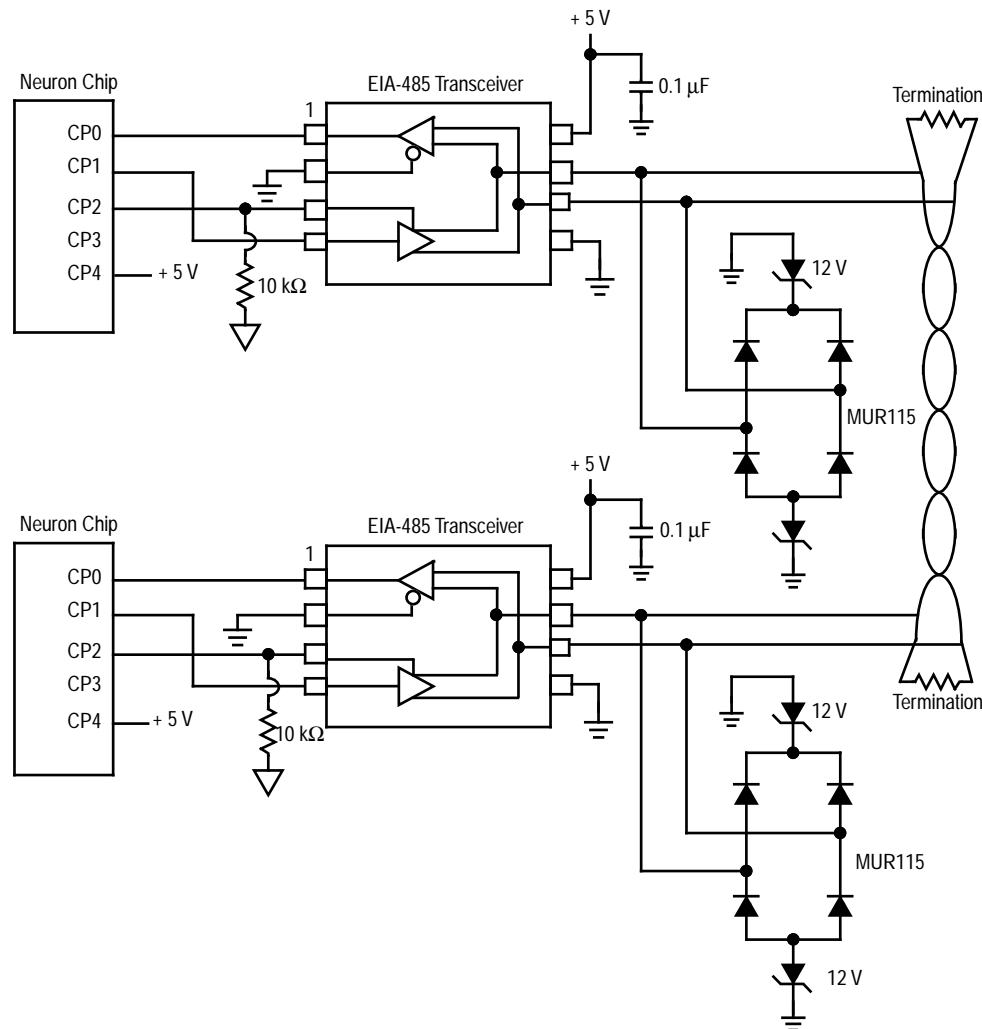 + 5 V
Neuron Chip
EIA-485 Transceiver
0.1 µF
Termination
1
CP0
CP1
CP2
CP3
CP4
+ 5 V
10 kΩ
12 V
MUR115
+ 5 V
Neuron Chip
EIA-485 Transceiver
0.1 µF
1
CP0
CP1
CP2
CP3
CP4
+ 5 V
10 kΩ
Termination
12 V
MUR115
12 V